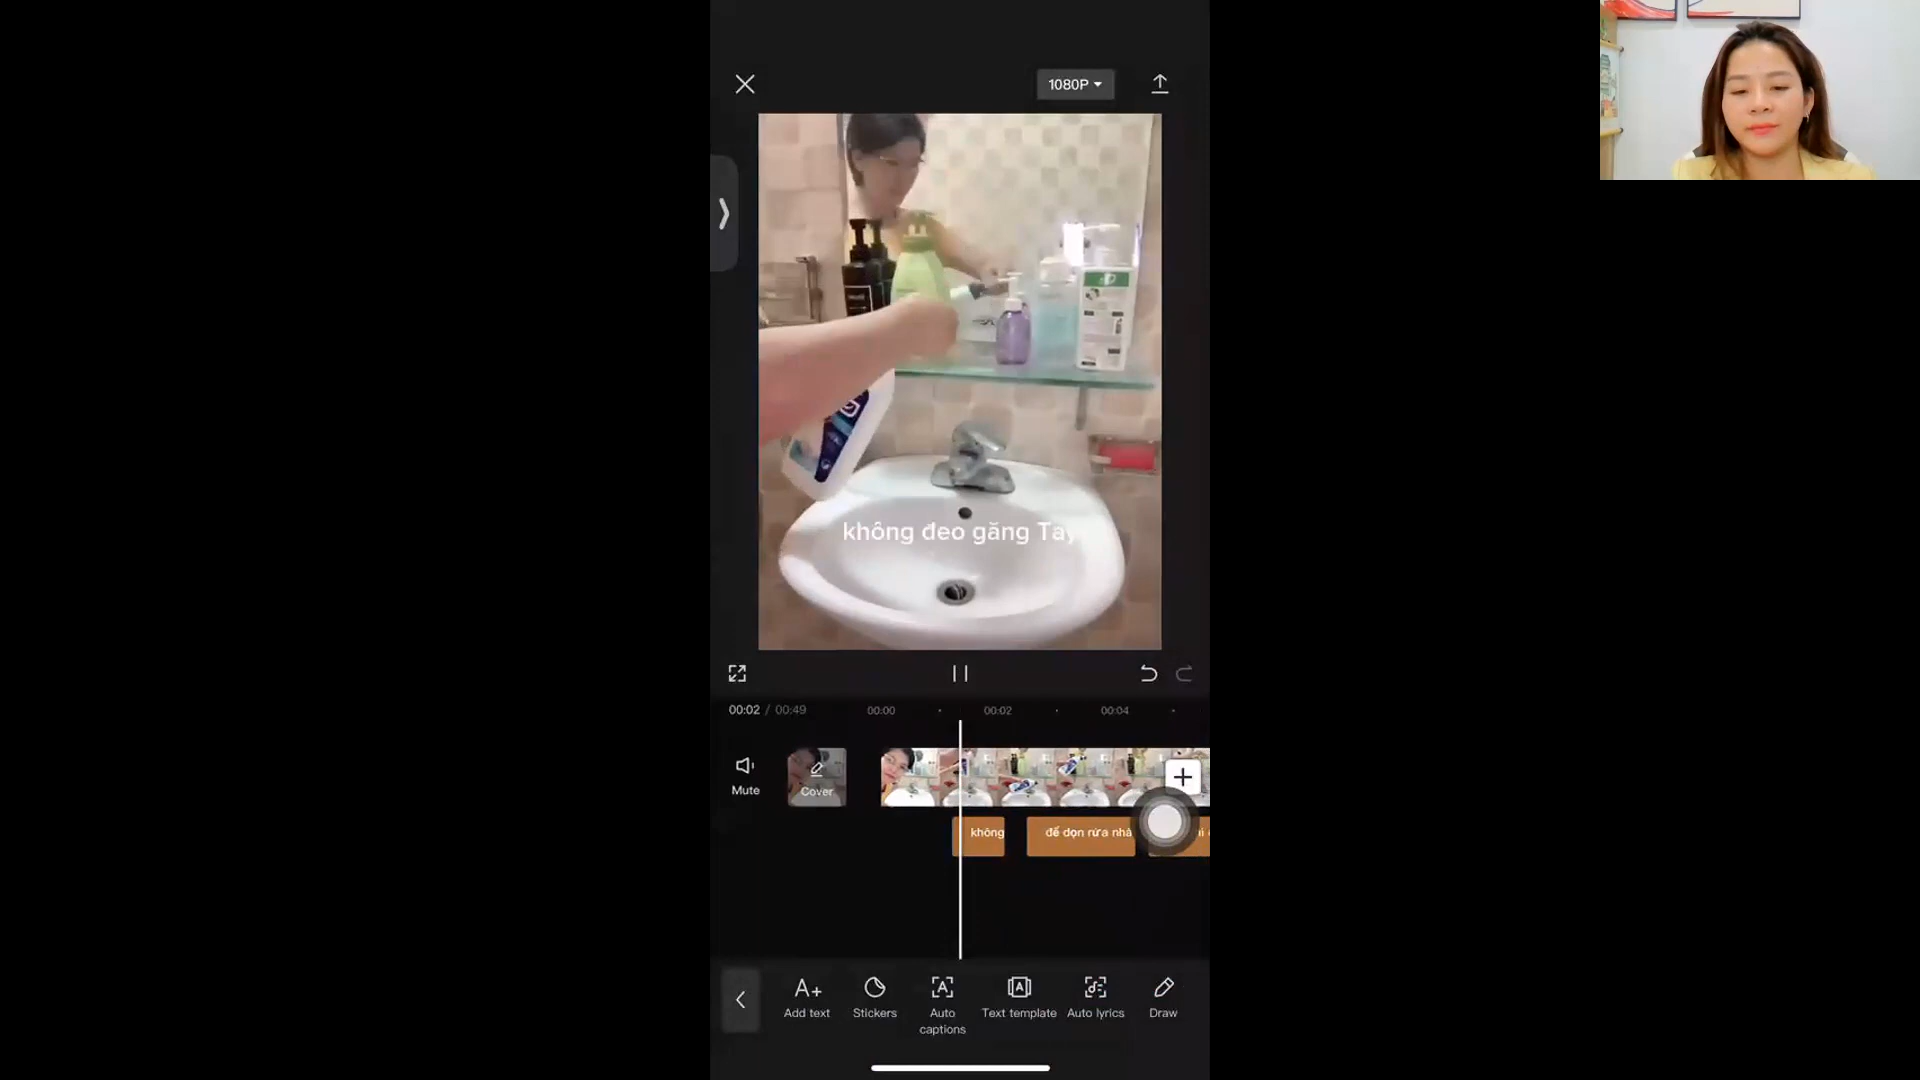 1080P
không đeo găng Tay
00:02 / 00:49
00:00
00:02
00:04
Mute
Cover
không
để dọn rửa nhà
Add text
Stickers
Auto captions
Text template
Auto lyrics
Draw